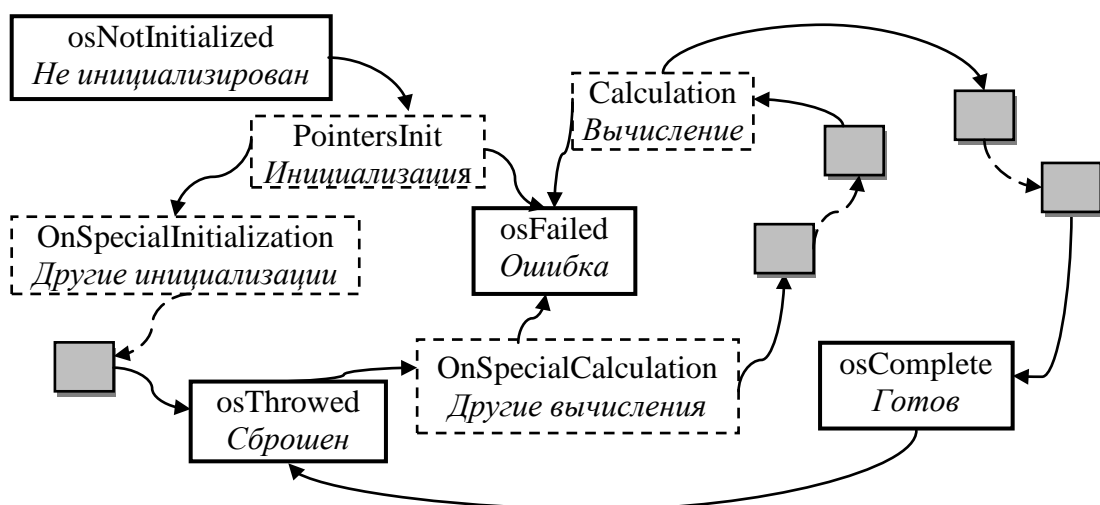 osNotInitialized
Не инициализирован
PointersInit
Инициализация
Calculation
Вычисление
OnSpecialInitialization
Другие инициализации
osFailed
Ошибка
osThrowed
Сброшен
OnSpecialCalculation
Другие вычисления
osComplete
Готов